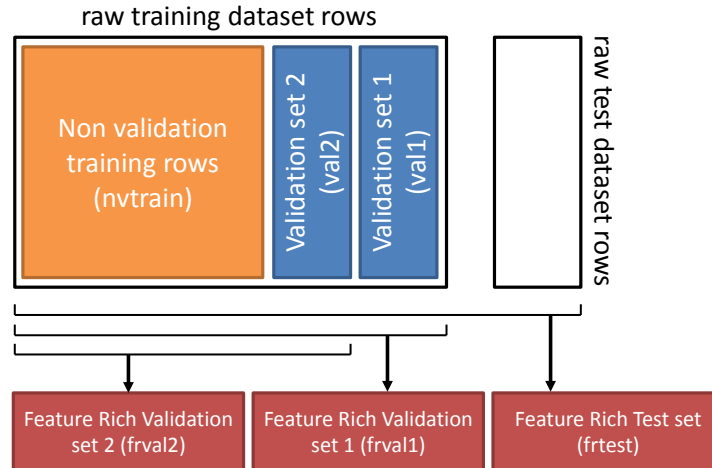 raw training dataset rows
Non validation
training rows
(nvtrain)
Validation set 2
(val2)
Validation set 1
(val1)
raw test dataset rows
Feature Rich Validation
set 2 (frval2)
Feature Rich Validation
set 1 (frval1)
Feature Rich Test set
(frtest)